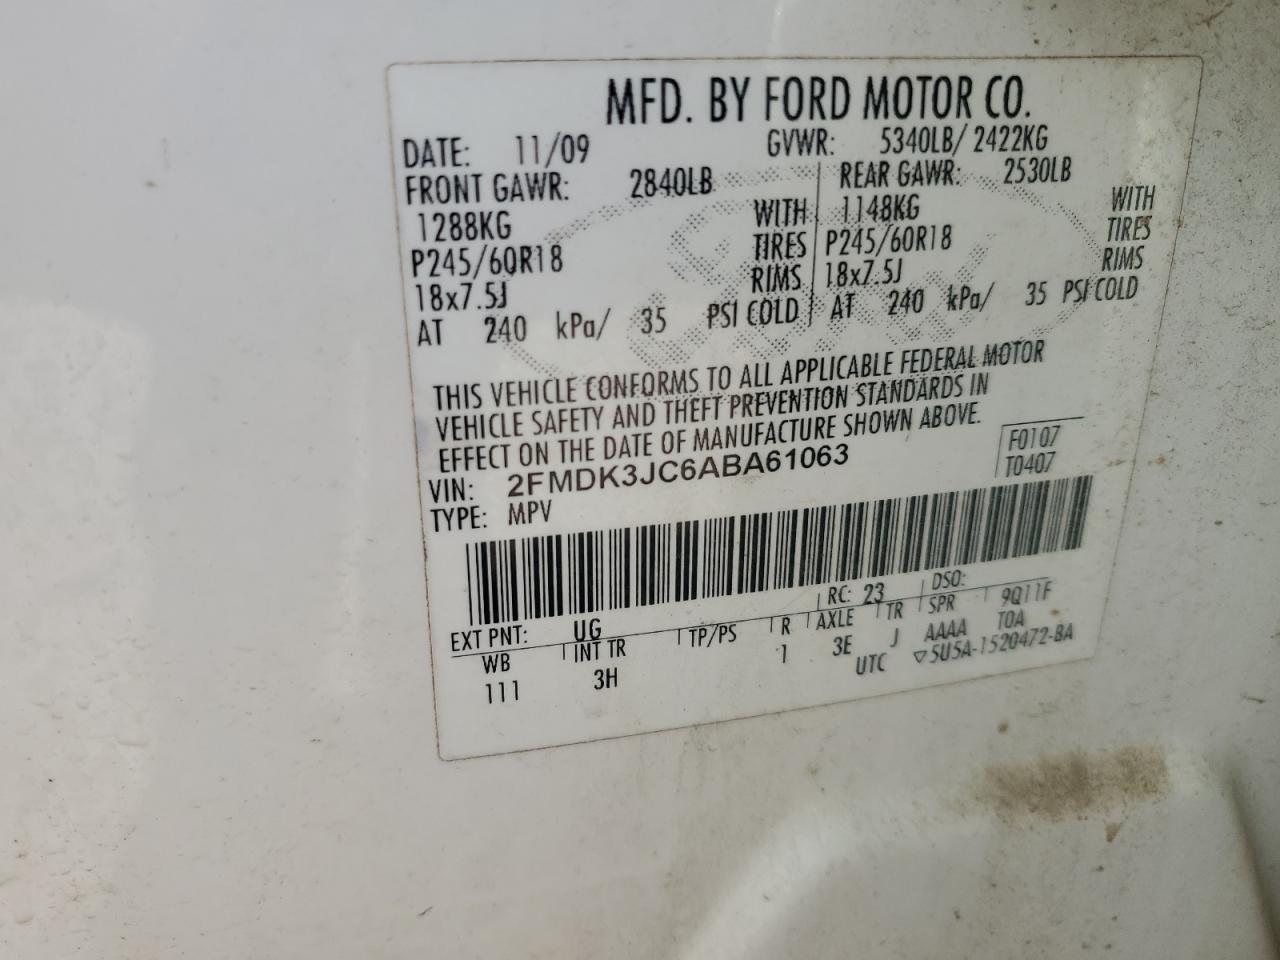 MFD. BY FORD MOTOR CO.
DATE: 11/09 GVWR: 5340LB/ 2422KG
FRONT GAWR: 2840LB REAR GAWR: 2530LB
1288KG WITH 1148KG WITH
P245/60R18 TIRES P245/60R18 TIRES
18x7.5J RIMS 18x7.5J RIMS
AT 240 kPa/ 35 PSI COLD AT 240 kPa/ 35 PSI COLD
THIS VEHICLE CONFORMS TO ALL APPLICABLE FEDERAL MOTOR
VEHICLE SAFETY AND THEFT PREVENTION STANDARDS IN
EFFECT ON THE DATE OF MANUFACTURE SHOWN ABOVE.
VIN: 2FMDK3JC6ABA61063 F0107
TYPE: MPV T0407
EXT PNT: UG RC: 23 DSO:
WB INT TR TP/PS R AXLE TR SPR 9Q11F
111 3H 1 3E J AAAA TOA
UTC ▽5U5A-1520472-BA